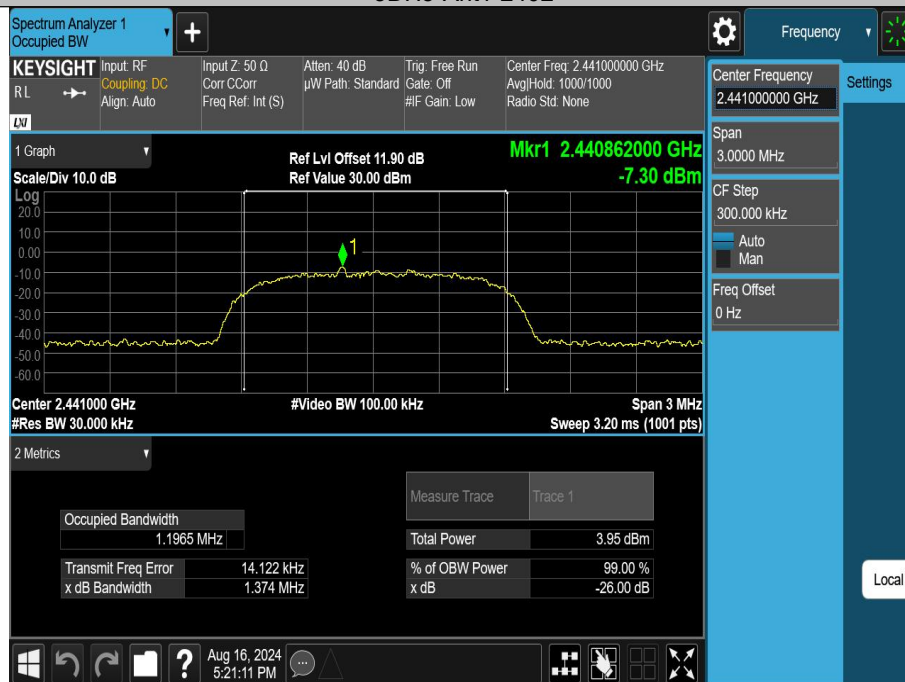 Spectrum Analyzer 1
Occupied BW
Frequency
KEYSIGHT
RL
LXI
Input: RF
Coupling: DC
Align: Auto
Input Z: 50 Ω
Corr CCorr
Freq Ref: Int (S)
Atten: 40 dB
µW Path: Standard
Trig: Free Run
Gate: Off
#IF Gain: Low
Center Freq: 2.441000000 GHz
Avg|Hold: 1000/1000
Radio Std: None
Center Frequency
2.441000000 GHz
Settings
Span
3.0000 MHz
CF Step
300.000 kHz
Auto
Man
Freq Offset
0 Hz
Local
1 Graph
Scale/Div 10.0 dB
Ref Lvl Offset 11.90 dB
Ref Value 30.00 dBm
Mkr1 2.440862000 GHz
-7.30 dBm
Log
20.0
10.0
0.00
-10.0
-20.0
-30.0
-40.0
-50.0
-60.0
1
Center 2.441000 GHz
#Res BW 30.000 kHz
#Video BW 100.00 kHz
Span 3 MHz
Sweep 3.20 ms (1001 pts)
2 Metrics
Measure Trace
Trace 1
Occupied Bandwidth
1.1965 MHz
Total Power
3.95 dBm
Transmit Freq Error
14.122 kHz
% of OBW Power
99.00 %
x dB Bandwidth
1.374 MHz
x dB
-26.00 dB
?
Aug 16, 2024
5:21:11 PM